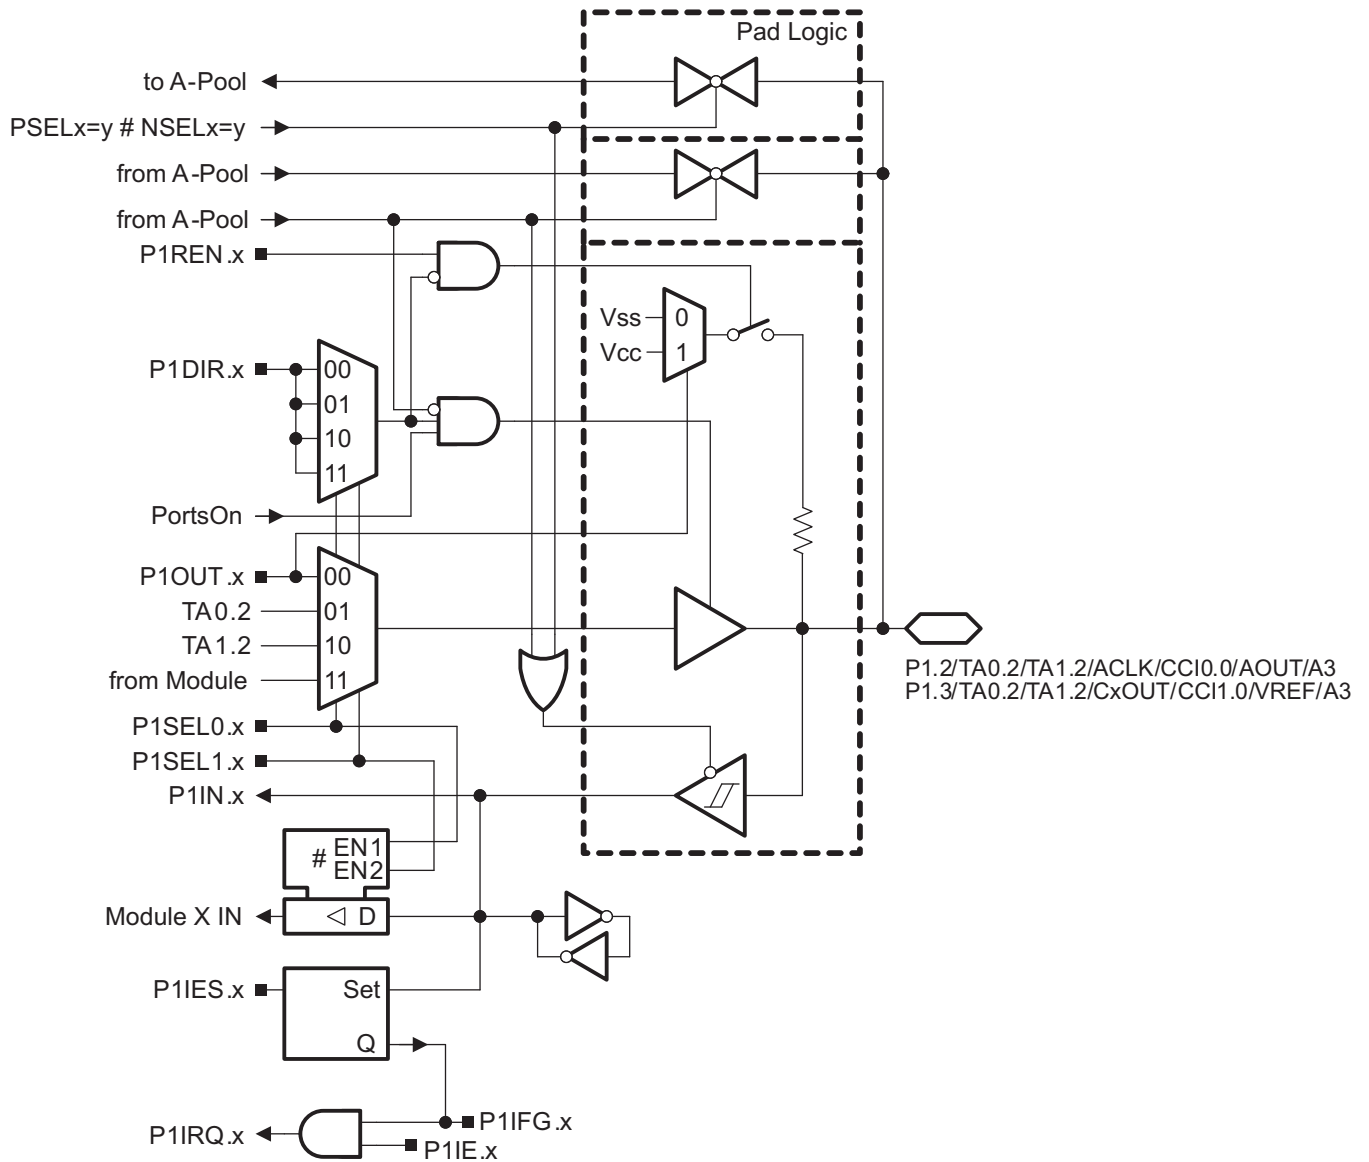 Pad Logic
to A-Pool
PSELx=y # NSELx=y
from A-Pool
from A-Pool
P1REN.x
Vss 0
Vcc 1
P1DIR.x 00
01
10
11
PortsOn
P1OUT.x 00
TA0.2 01
TA1.2 10
from Module 11
P1.2/TA0.2/TA1.2/ACLK/CCI0.0/AOUT/A3
P1.3/TA0.2/TA1.2/CxOUT/CCI1.0/VREF/A3
P1SEL0.x
P1SEL1.x
P1IN.x
# EN1
EN2
Module X IN D
P1IES.x Set
Q
P1IFG.x
P1IRQ.x
P1IE.x